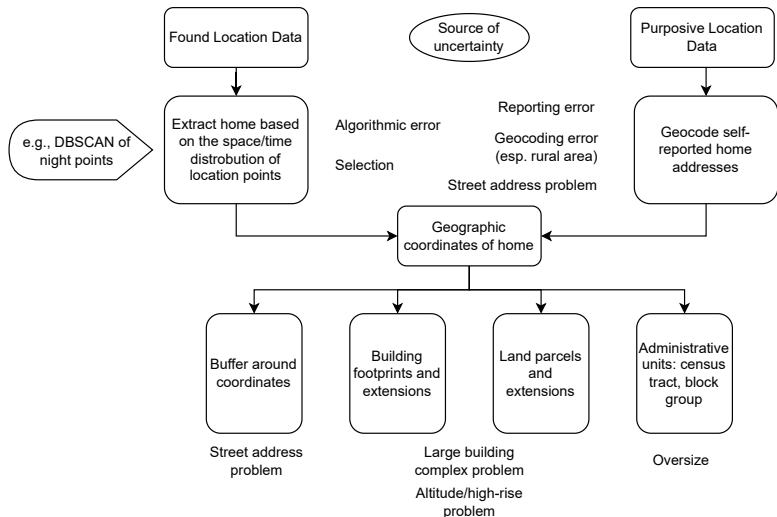 Found Location Data
Source of
uncertainty
Purposive Location
Data
e.g., DBSCAN of
night points
Extract home based
on the space/time
distrobution of
location points
Algorithmic error
Selection
Reporting error
Geocoding error
(esp. rural area)
Street address problem
Geocode self-
reported home
addresses
Geographic
coordinates of home
Buffer around
coordinates
Building
footprints and
extensions
Land parcels
and extensions
Administrative
units: census
tract, block
group
Street address
problem
Large building
complex problem
Altitude/high-rise
problem
Oversize